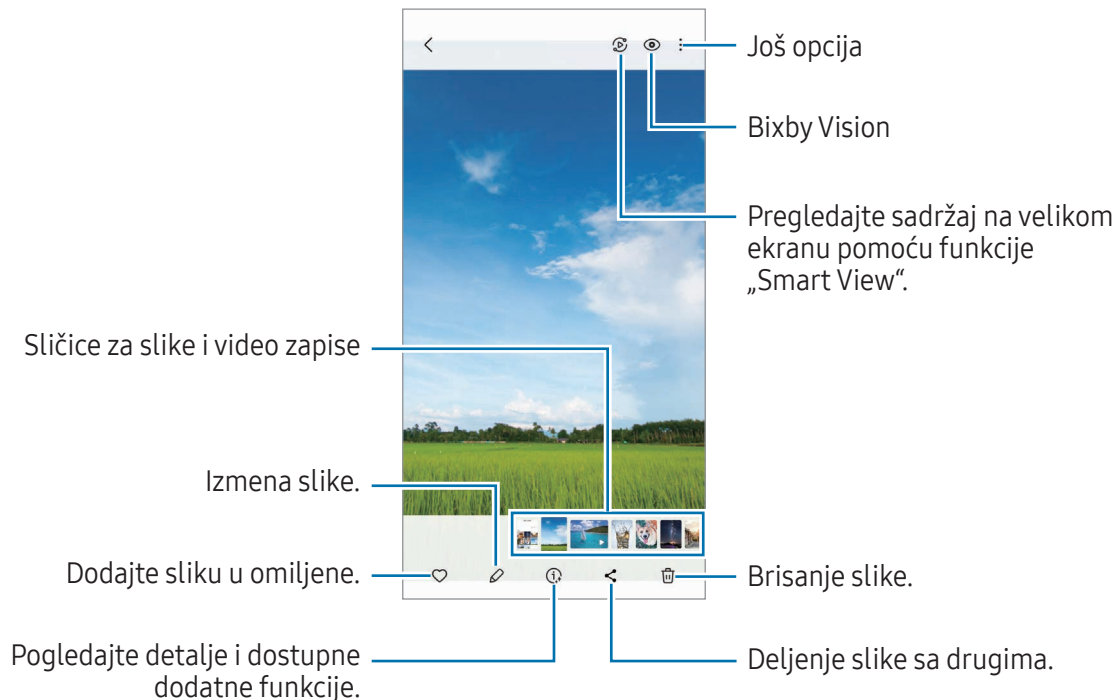 Još opcija
Bixby Vision
Pregledajte sadržaj na velikom
ekranu pomoću funkcije
„Smart View“.
Sličice za slike i video zapise
Izmena slike.
Dodajte sliku u omiljene.
Brisanje slike.
Pogledajte detalje i dostupne
dodatne funkcije.
Deljenje slike sa drugima.